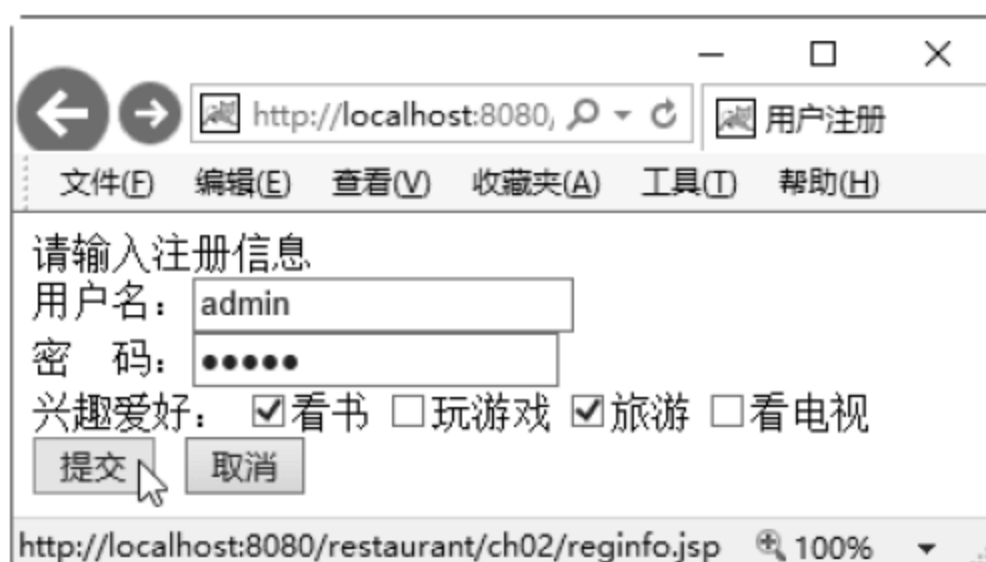 http://localhost:8080, 用户注册
文件(F) 编辑(E) 查看(V) 收藏夹(A) 工具(T) 帮助(H)
请输入注册信息
用户名： admin
密 码： •••••
兴趣爱好： 看书 玩游戏 旅游 看电视
提交 取消
http://localhost:8080/restaurant/ch02/reginfo.jsp 100%